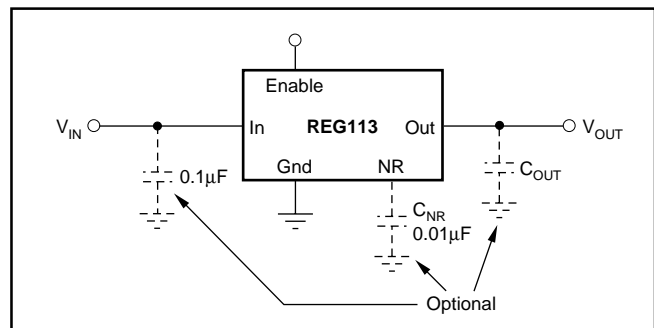 Enable
V_IN
In
REG113
Out
V_OUT
Gnd
NR
0.1µF
C_OUT
C_NR
0.01µF
Optional